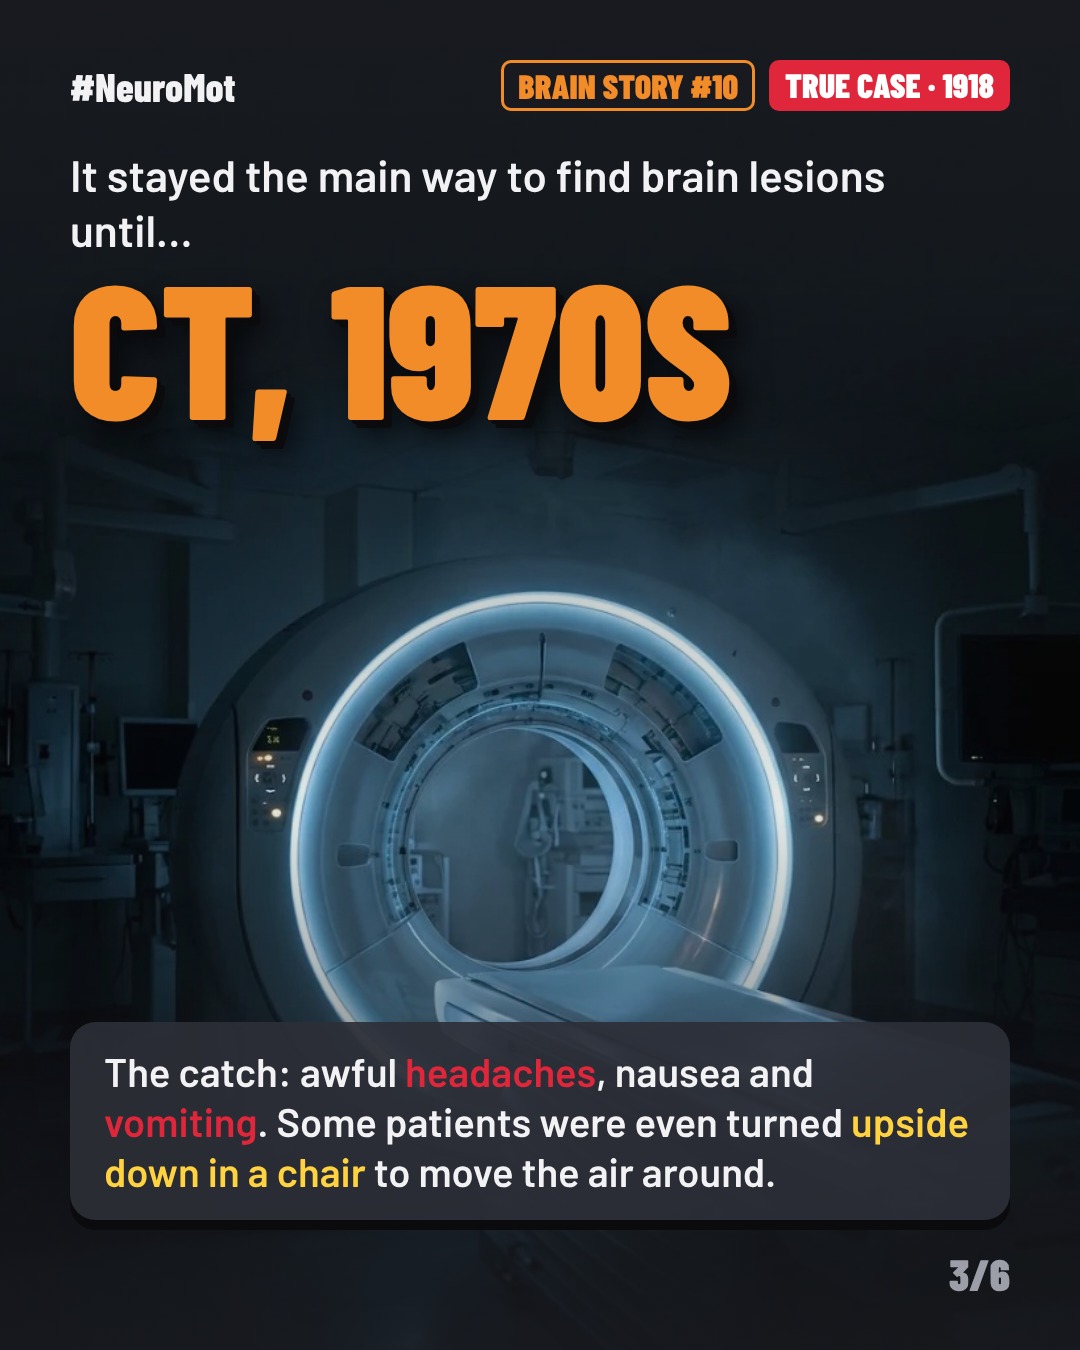 #NeuroMot
BRAIN STORY #10
TRUE CASE · 1918
It stayed the main way to find brain lesions
until...
CT, 1970S
The catch: awful headaches, nausea and
vomiting. Some patients were even turned upside
down in a chair to move the air around.
3/6